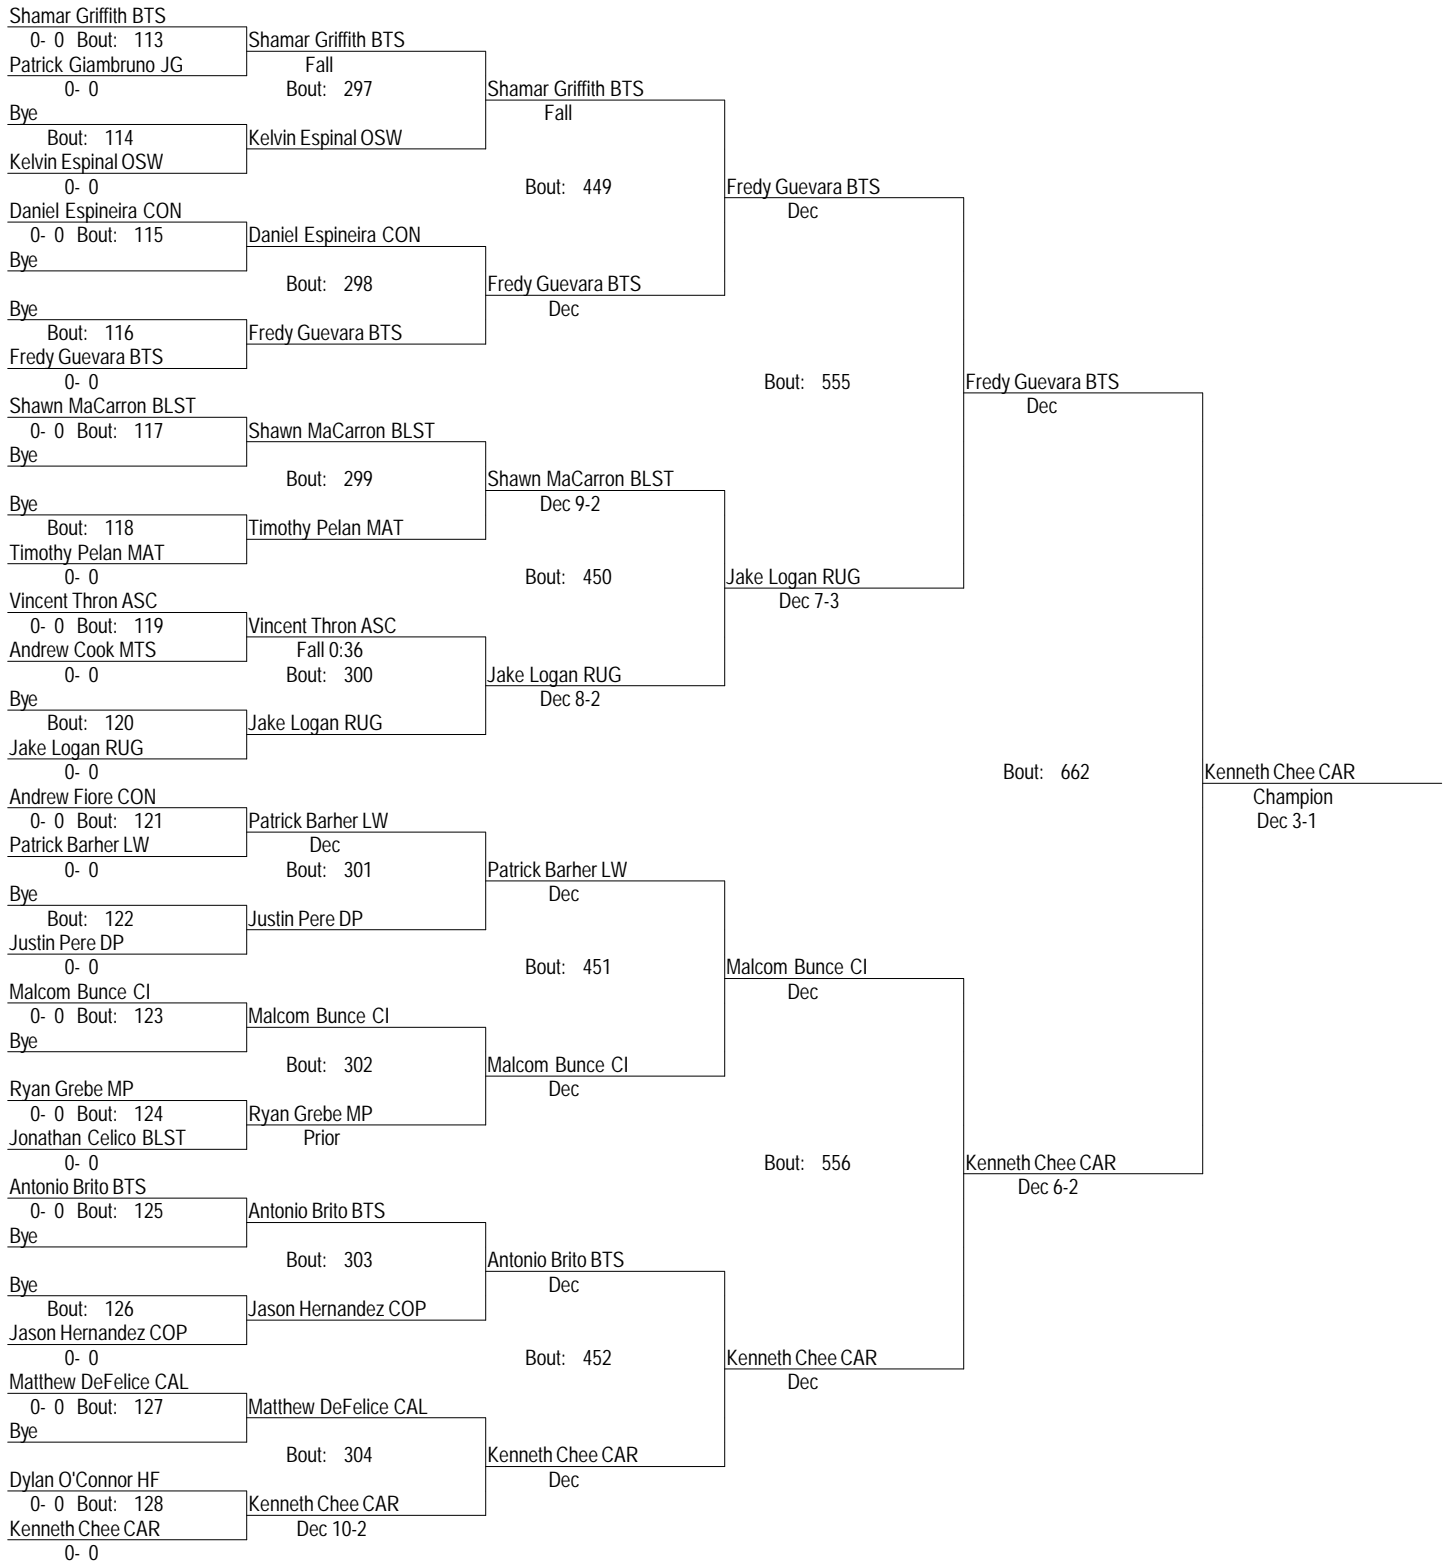 Shamar Griffith BTS
0- 0 Bout: 113
Patrick Giambruno JG
0- 0
Bye
Bout: 114
Kelvin Espinal OSW
0- 0
Daniel Espineira CON
0- 0 Bout: 115
Bye
Bye
Bout: 116
Fredy Guevara BTS
0- 0
Shawn MaCarron BLST
0- 0 Bout: 117
Bye
Bye
Bout: 118
Timothy Pelan MAT
0- 0
Vincent Thron ASC
0- 0 Bout: 119
Andrew Cook MTS
0- 0
Bye
Bout: 120
Jake Logan RUG
0- 0
Andrew Fiore CON
0- 0 Bout: 121
Patrick Barher LW
0- 0
Bye
Bout: 122
Justin Pere DP
0- 0
Malcom Bunce CI
0- 0 Bout: 123
Bye
Ryan Grebe MP
0- 0 Bout: 124
Jonathan Celico BLST
0- 0
Antonio Brito BTS
0- 0 Bout: 125
Bye
Bye
Bout: 126
Jason Hernandez COP
0- 0
Matthew DeFelice CAL
0- 0 Bout: 127
Bye
Dylan O'Connor HF
0- 0 Bout: 128
Kenneth Chee CAR
0- 0
Shamar Griffith BTS
Fall
Bout: 297
Kelvin Espinal OSW
Daniel Espineira CON
Bout: 298
Fredy Guevara BTS
Shawn MaCarron BLST
Bout: 299
Timothy Pelan MAT
Vincent Thron ASC
Fall 0:36
Bout: 300
Jake Logan RUG
Patrick Barher LW
Dec
Bout: 301
Justin Pere DP
Malcom Bunce CI
Bout: 302
Ryan Grebe MP
Prior
Antonio Brito BTS
Bout: 303
Jason Hernandez COP
Matthew DeFelice CAL
Bout: 304
Kenneth Chee CAR
Dec 10-2
Shamar Griffith BTS
Fall
Bout: 449
Fredy Guevara BTS
Dec
Shawn MaCarron BLST
Dec 9-2
Bout: 450
Jake Logan RUG
Dec 8-2
Patrick Barher LW
Dec
Bout: 451
Malcom Bunce CI
Dec
Antonio Brito BTS
Dec
Bout: 452
Kenneth Chee CAR
Dec
Fredy Guevara BTS
Dec
Bout: 555
Jake Logan RUG
Dec 7-3
Malcom Bunce CI
Dec
Bout: 556
Kenneth Chee CAR
Dec
Fredy Guevara BTS
Dec
Bout: 662
Kenneth Chee CAR
Dec 6-2
Kenneth Chee CAR
Champion
Dec 3-1